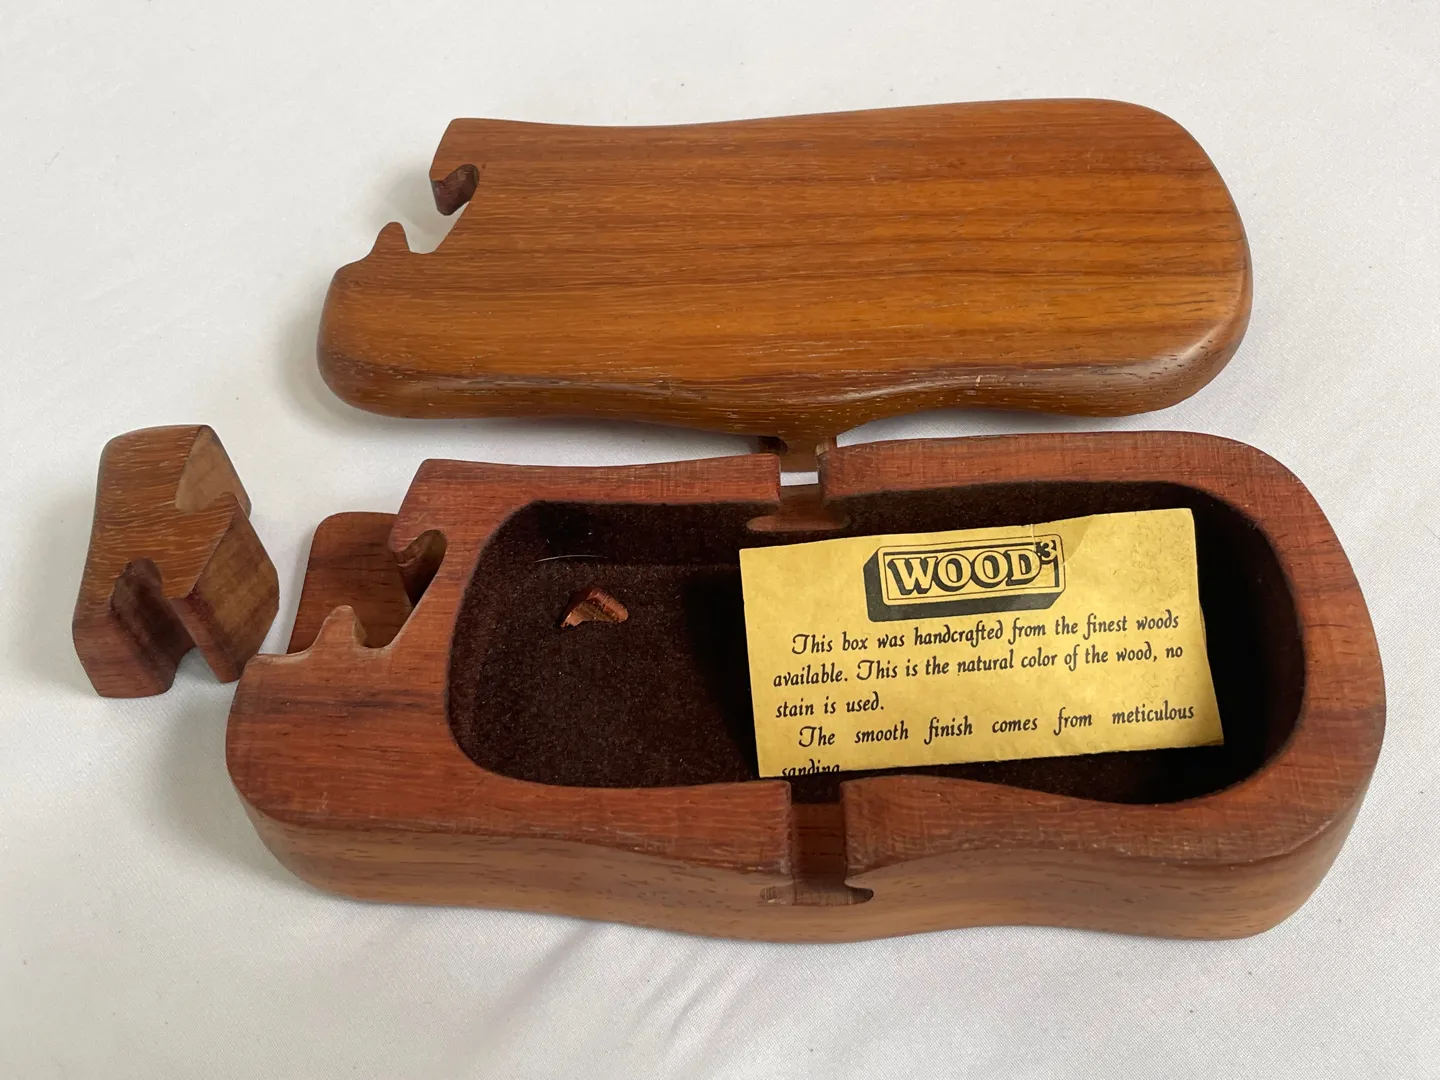 WOOD³
This box was handcrafted from the finest woods
available. This is the natural color of the wood, no
stain is used.
The smooth finish comes from meticulous
sanding